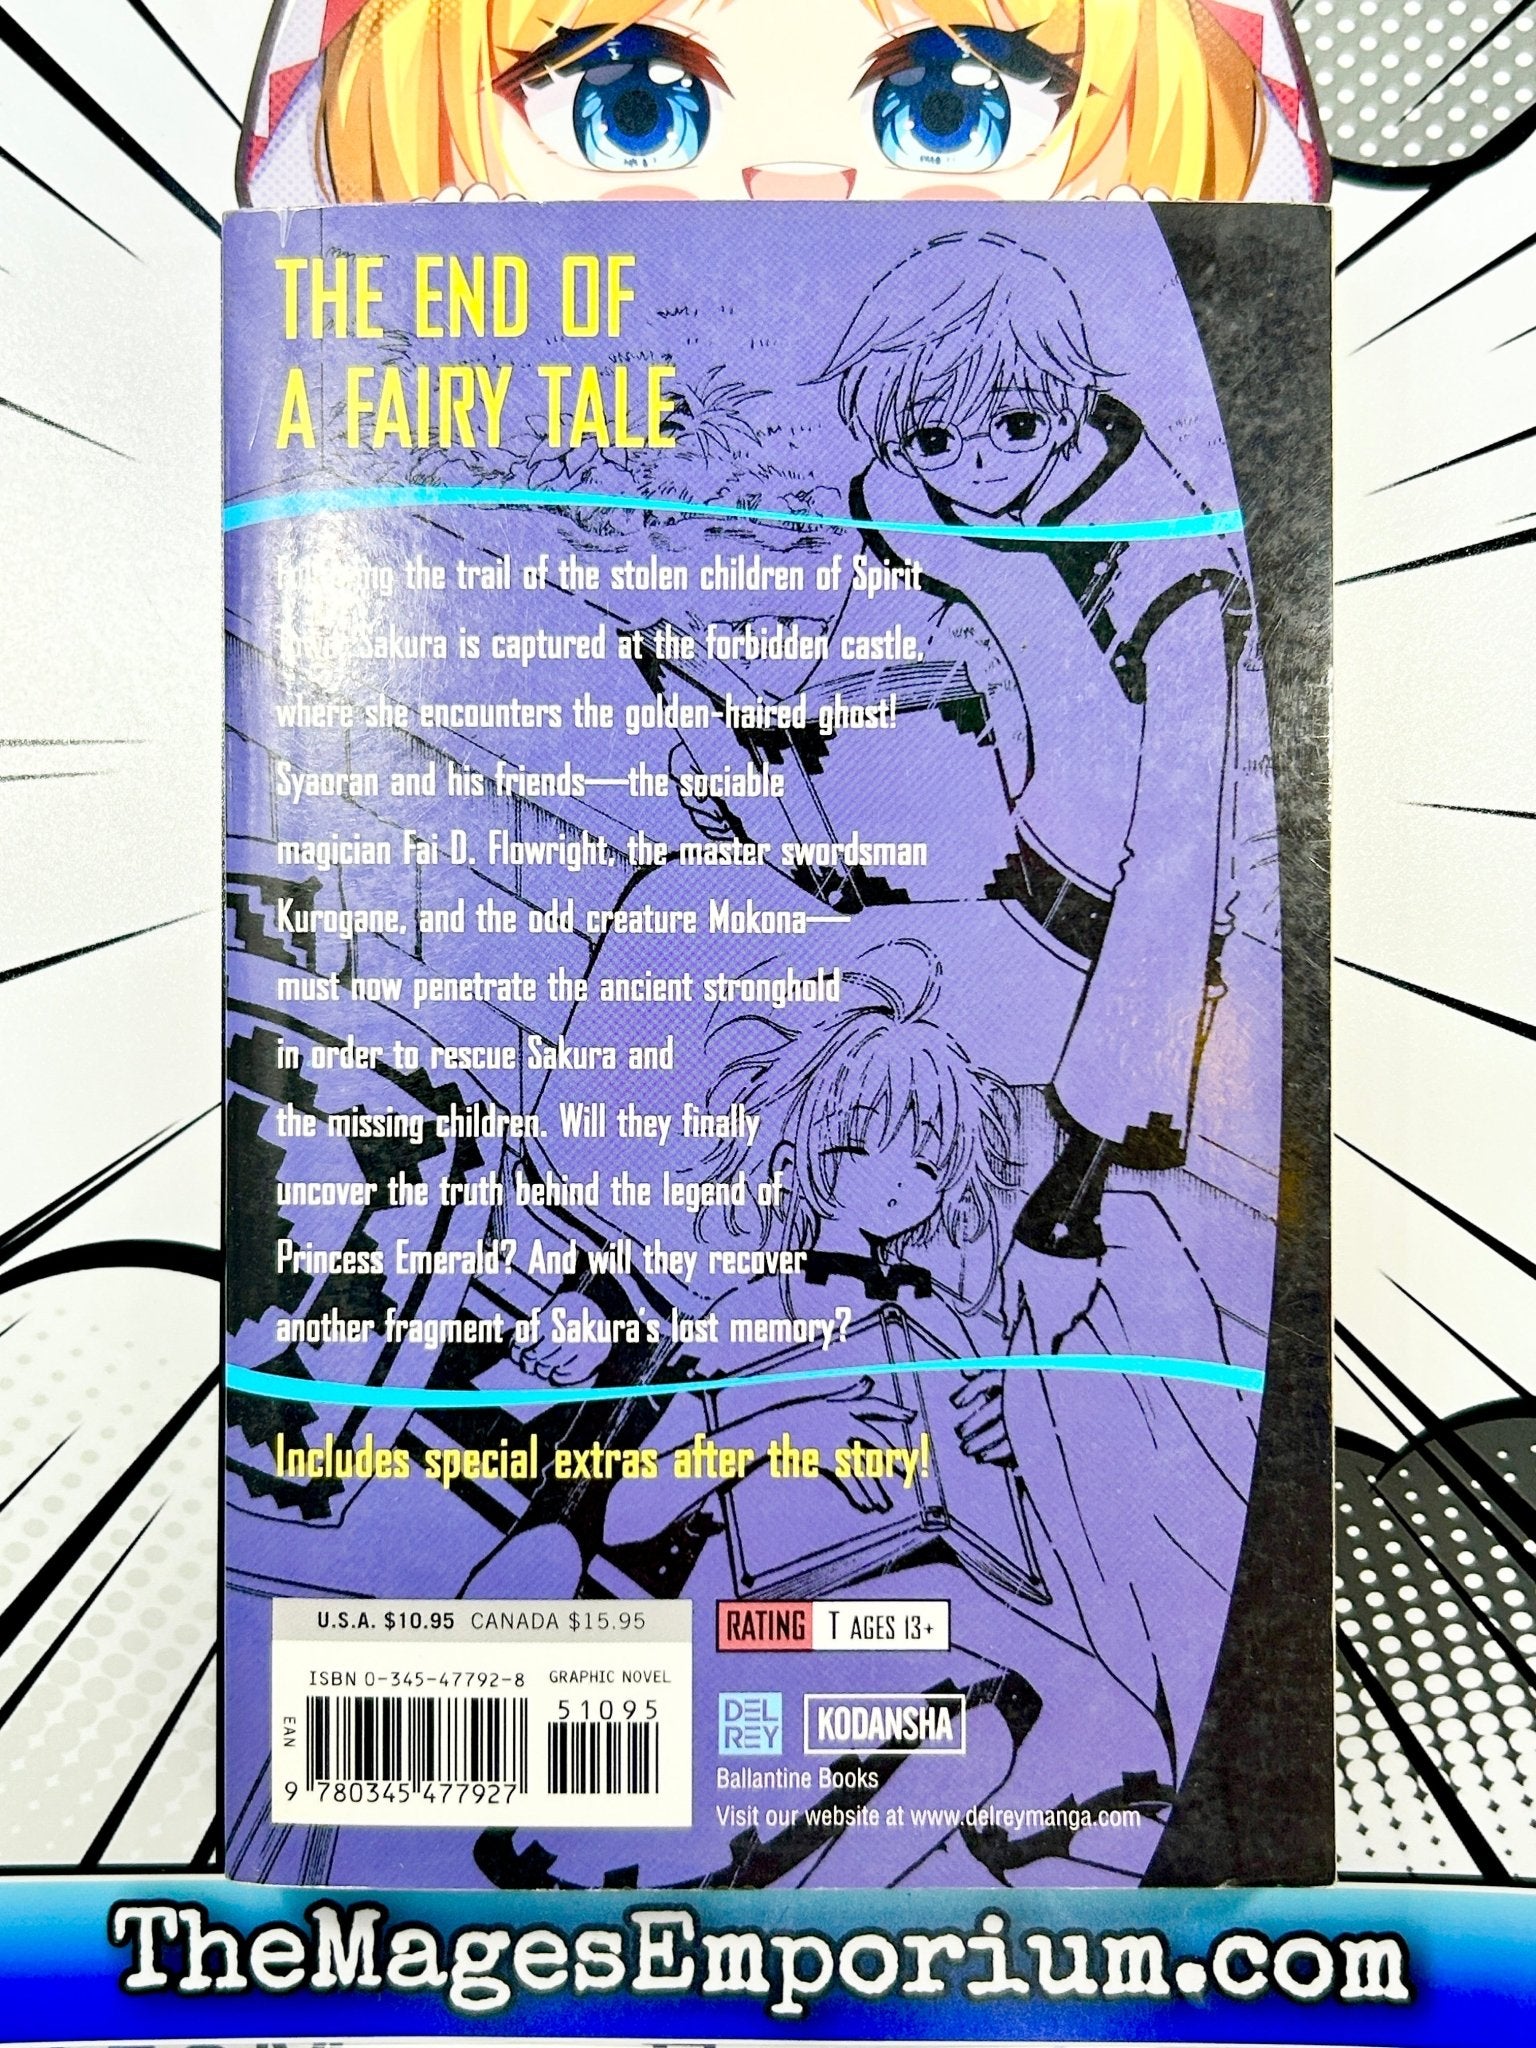 THE END OF
A FAIRY TALE
the trail of the stolen children of Spirit
Sakura is captured at the forbidden castle,
where she encounters the golden-haired ghost!
Syaoran and his friends—the sociable
magician Fai D. Flowright, the master swordsman
Kurogane, and the odd creature Mokona—
must now penetrate the ancient stronghold
in order to rescue Sakura and
the missing children. Will they finally
uncover the truth behind the legend of
Princess Emerald? And will they recover
another fragment of Sakura's lost memory?
Includes special extras after the story!
U.S.A. $10.95 CANADA $15.95
ISBN 0-345-47792-8 GRAPHIC NOVEL
51095
EAN
9 780345 477927
RATING T AGES 13+
DEL
REY
KODANSHA
Ballantine Books
Visit our website at www.delreymanga.com
TheMagesEmporium.com